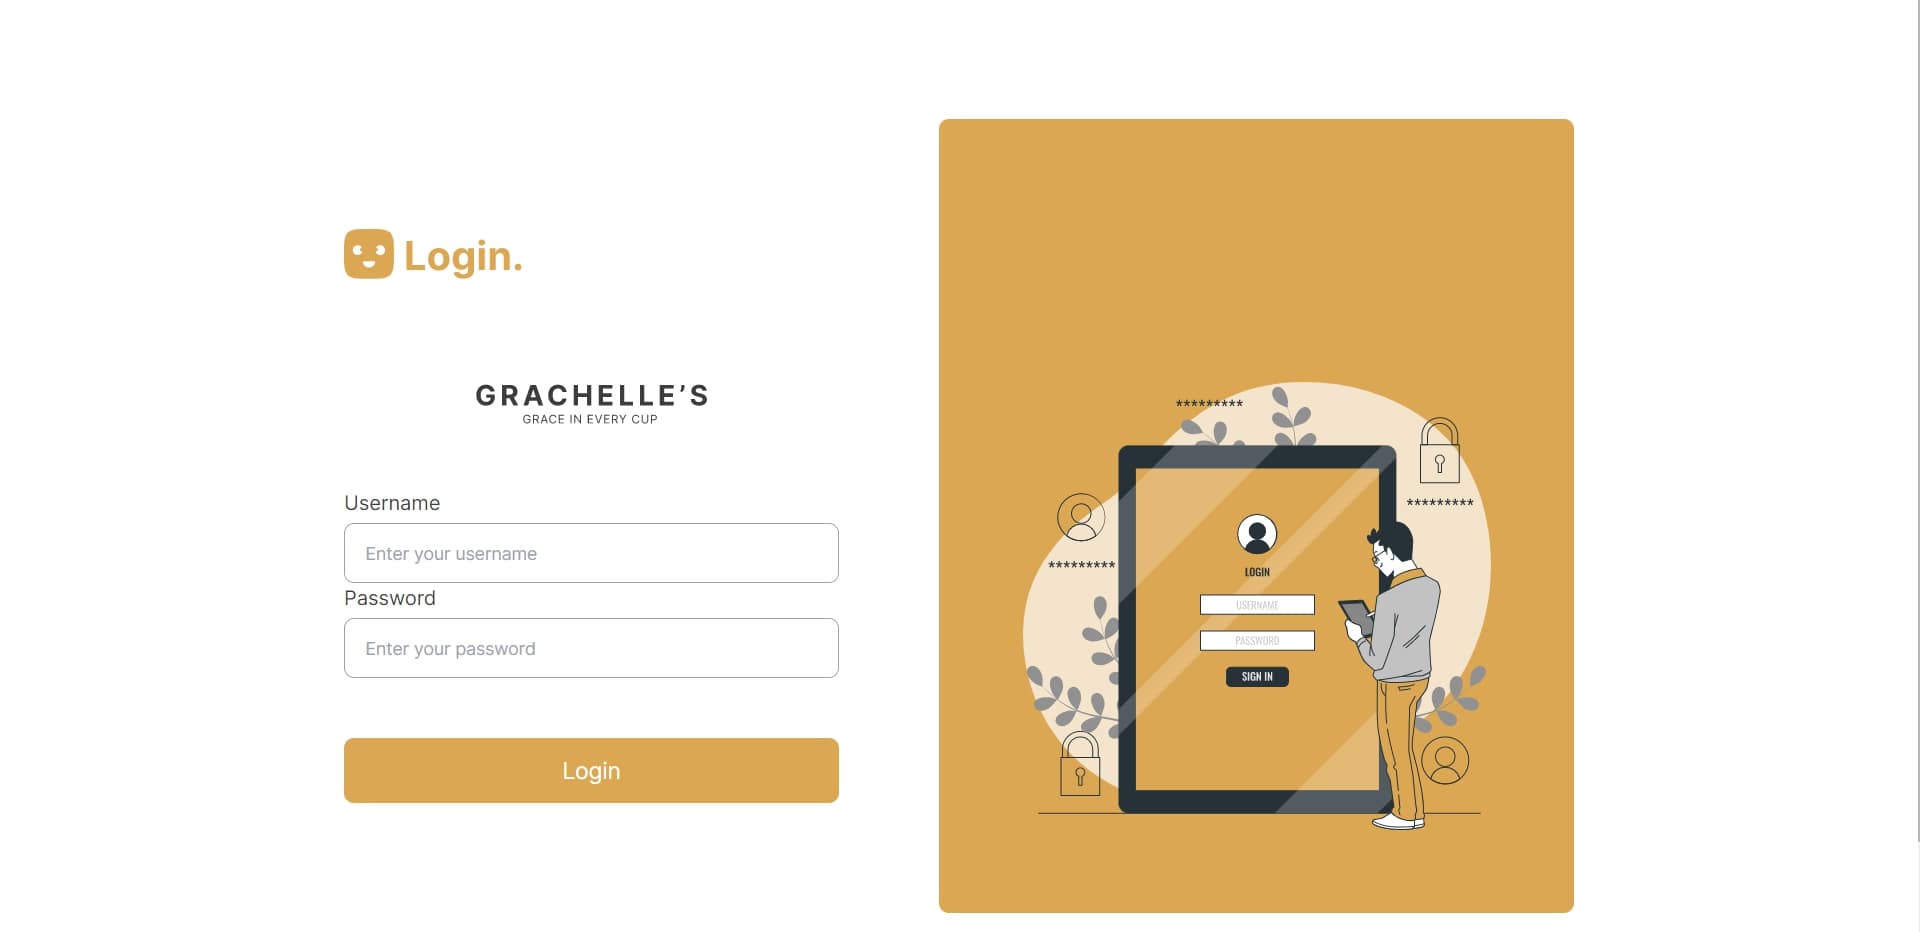 Login.
GRACHELLE’S
GRACE IN EVERY CUP
Username
Enter your username
Password
Enter your password
Login
*********
*********
*********
LOGIN
USERNAME
PASSWORD
SIGN IN